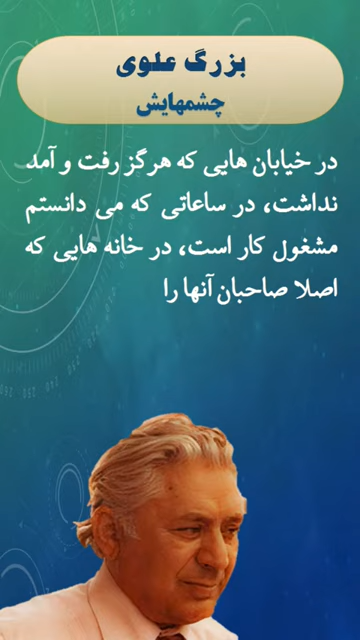 بزرگ علوی
چشمهایش
در خیابان هایی که هرگز رفت و آمد
نداشت، در ساعاتی که می دانستم
مشغول کار است، در خانه هایی که
اصلا صاحبان آنها را